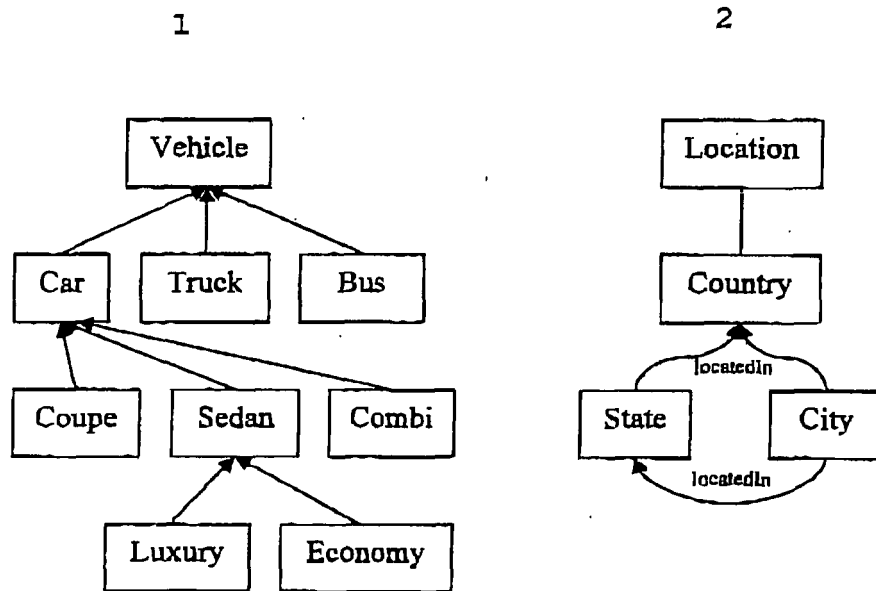 1
2
Vehicle
Location
Car
Truck
Bus
Country
locatedIn
Coupe
Sedan
Combi
State
City
locatedIn
Luxury
Economy